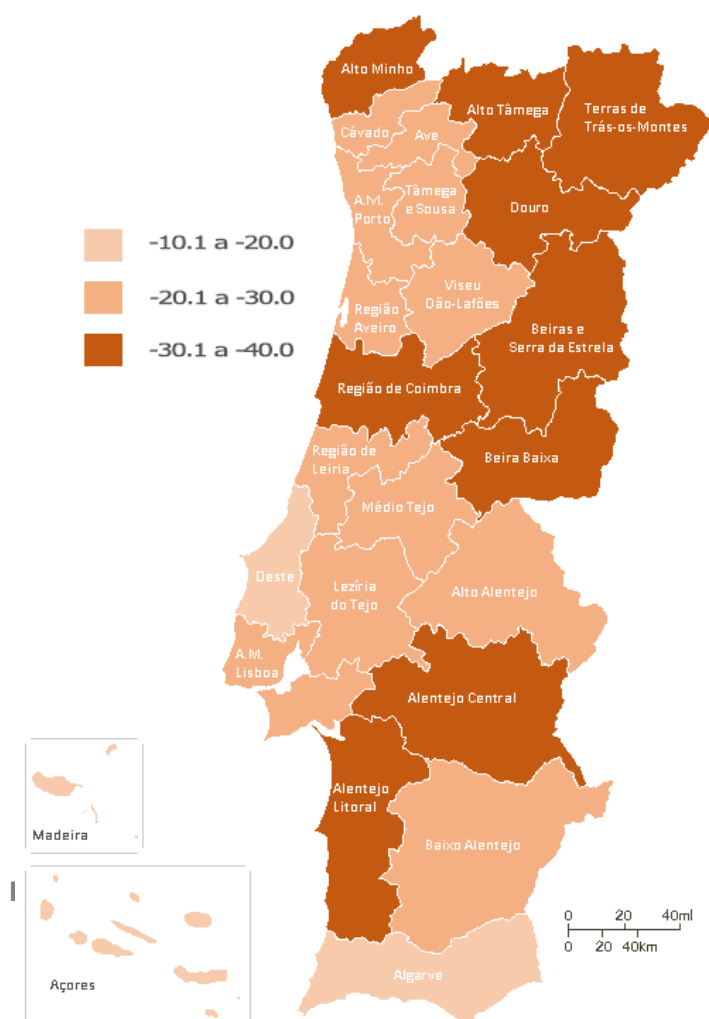 Alto Minho
Alto Tâmega
Terras de
Trás-os-Montes
Cávado
Ave
Tâmega
e Sousa
A.M.
Porto
Douro
-10.1 a -20.0
-20.1 a -30.0
-30.1 a -40.0
Viseu
Dão-Lafões
Região
Aveiro
Beiras e
Serra da Estrela
Região de Coimbra
Região de
Leiria
Beira Baixa
Médio Tejo
Oeste
Lezíria
do Tejo
Alto Alentejo
A.M.
Lisboa
Alentejo Central
Alentejo
Litoral
Baixo Alentejo
Madeira
Açores
Algarve
0 20 40ml
0 20 40km